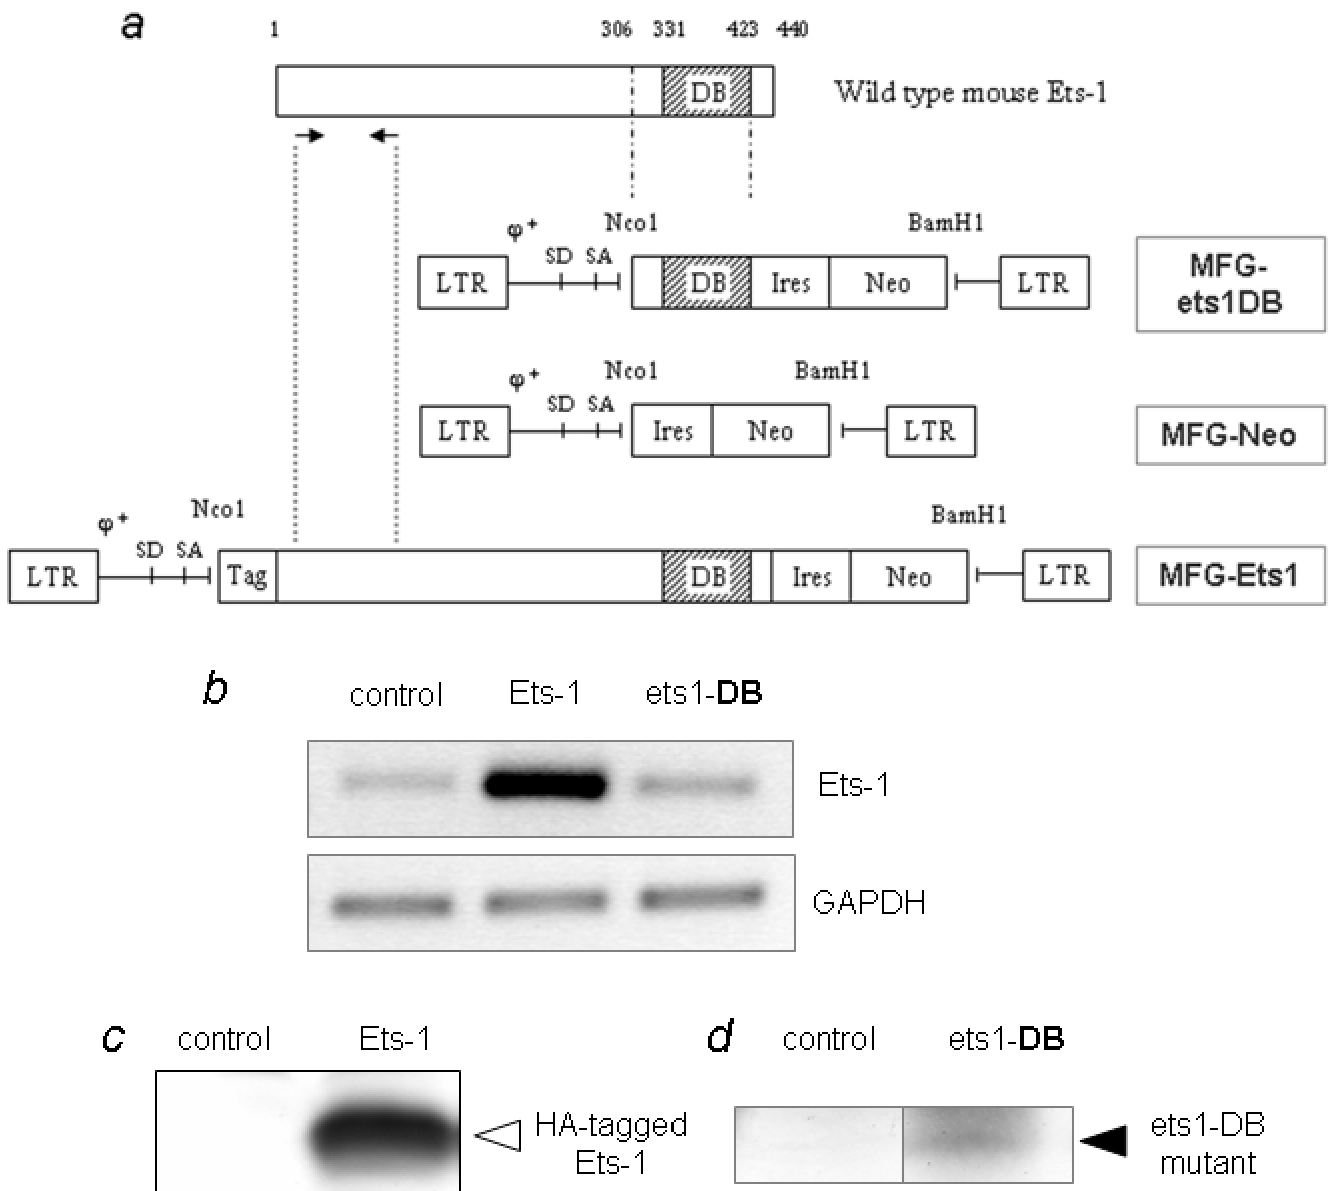 a
1 306 331 423 440
DB Wild type mouse Ets-1
φ+ Nco1 BamH1
SD SA
LTR DB Ires Neo LTR
MFG-
ets1DB
φ+ Nco1 BamH1
SD SA
LTR Ires Neo LTR MFG-Neo
φ+ Nco1 BamH1
SD SA
LTR Tag DB Ires Neo LTR MFG-Ets1
b control Ets-1 ets1-DB
Ets-1
GAPDH
c control Ets-1
HA-tagged
Ets-1
d control ets1-DB
ets1-DB
mutant